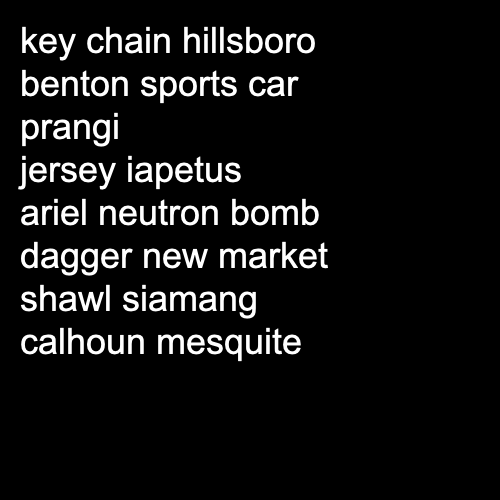 key chain hillsboro
benton sports car
prangi
jersey iapetus
ariel neutron bomb
dagger new market
shawl siamang
calhoun mesquite